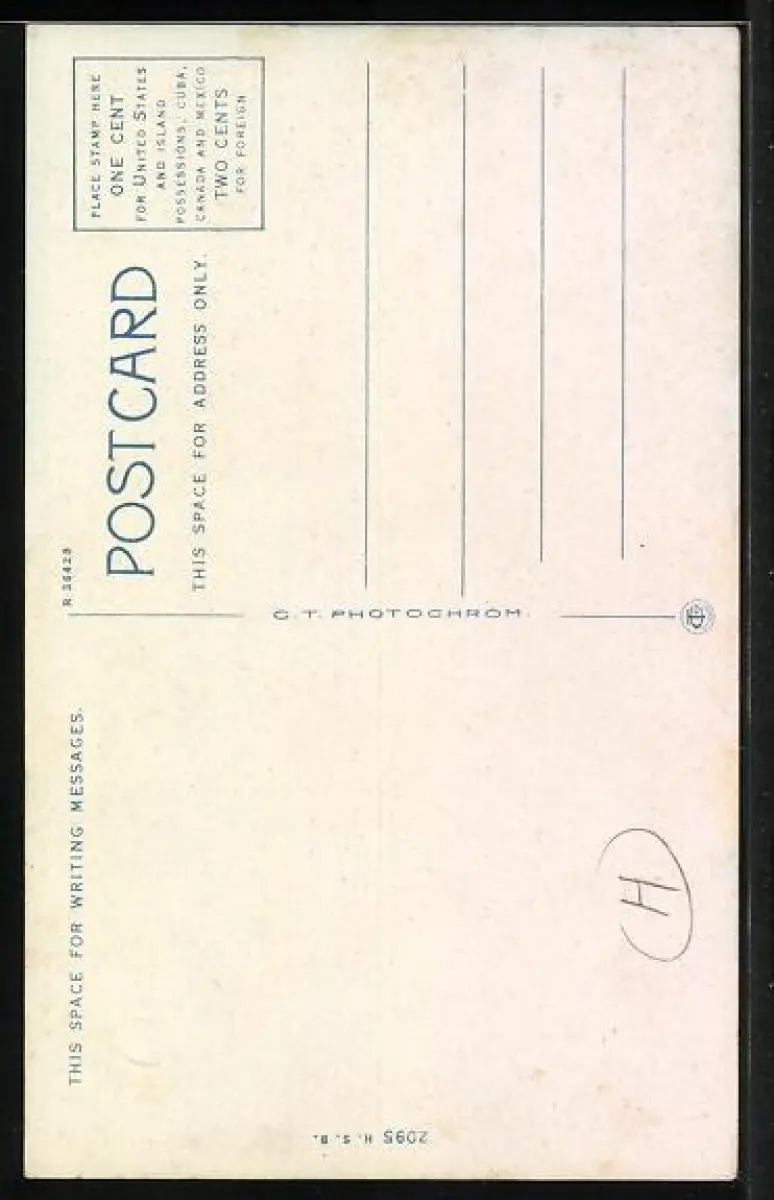 R-36428
POSTCARD
THIS SPACE FOR ADDRESS ONLY.
PLACE STAMP HERE
ONE CENT
FOR UNITED STATES
AND ISLAND
POSSESSIONS, CUBA,
CANADA AND MEXICO
TWO CENTS
FOR FOREIGN
THIS SPACE FOR WRITING MESSAGES.
C. T. PHOTOCHROM.
H
2095 H. S. B.